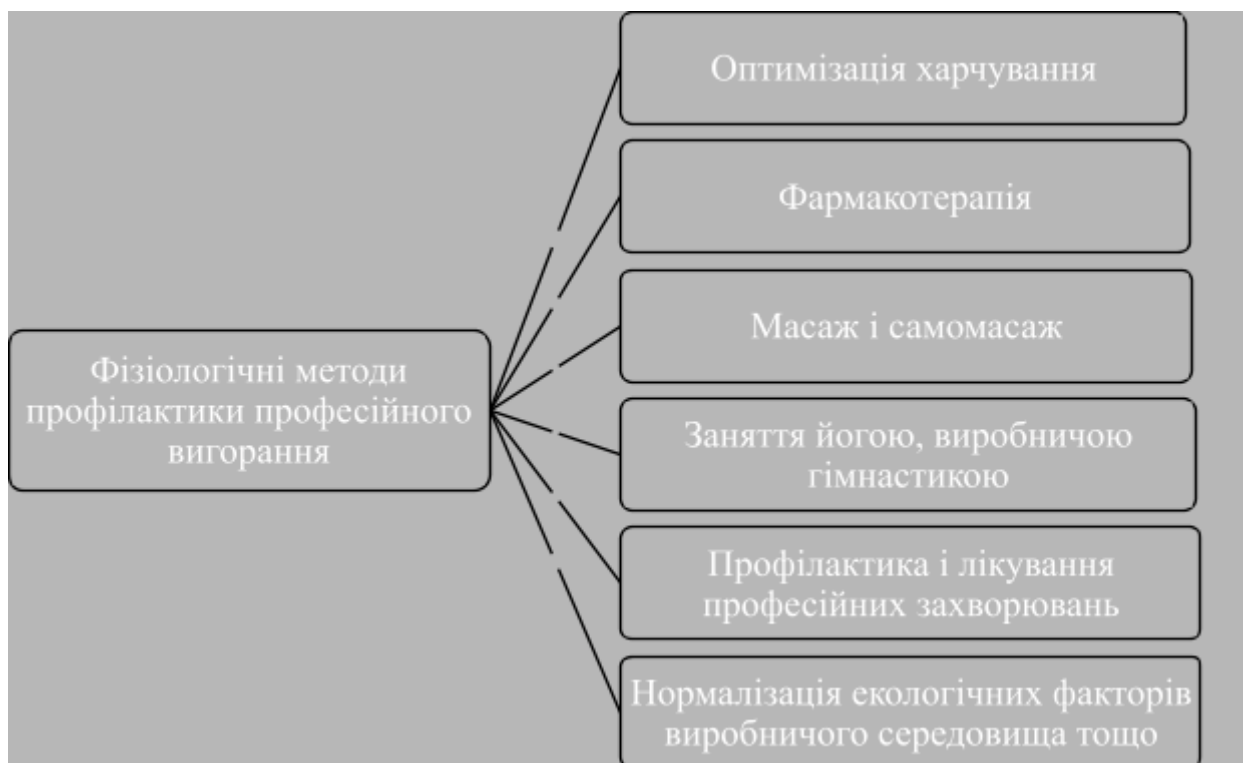 Оптимізація харчування
Фармакотерапія
Масаж і самомасаж
Фізіологічні методи
профілактики професійного
вигорання
Заняття йогою, виробничою
гімнастикою
Профілактика і лікування
професійних захворювань
Нормалізація екологічних факторів
виробничого середовища тощо